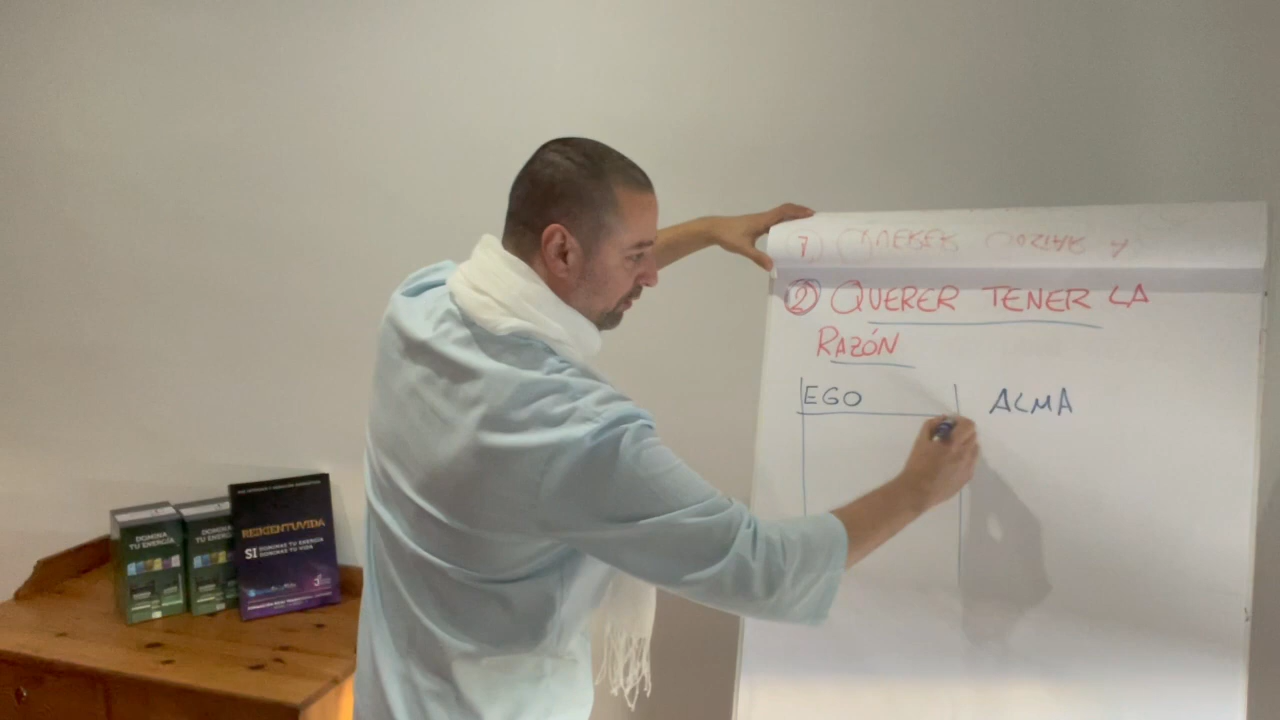 ② QUERER TENER LA
RAZÓN
EGO
ALMA
DOMINA
TU ENERGÍA
DOMINA
TU ENERGÍA
REIKIENTUVIDA
SI DOMINAS TU ENERGÍA
DOMINAS TU VIDA